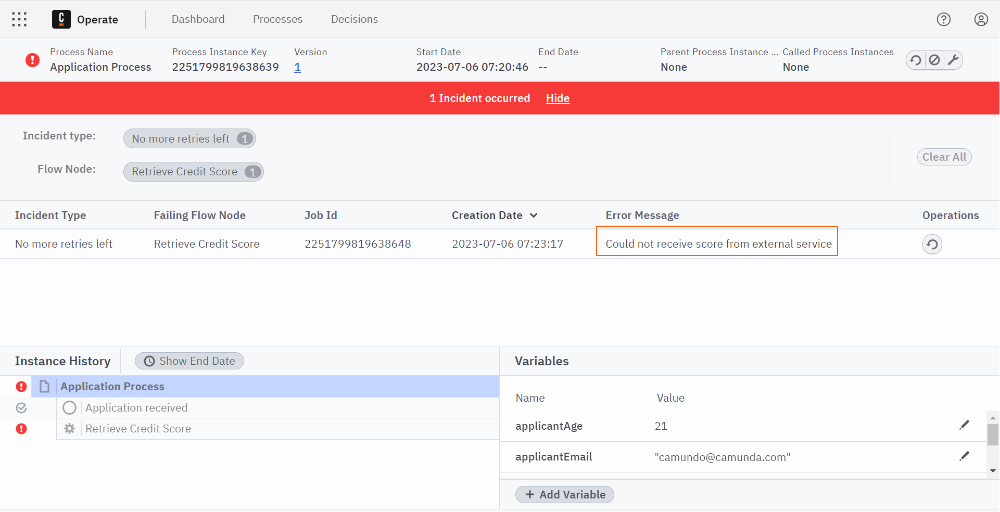 Operate Dashboard Processes Decisions
Process Name Process Instance Key Version Start Date End Date Parent Process Instance ... Called Process Instances
Application Process 2251799819638639 1 2023-07-06 07:20:46 -- None None
1 Incident occurred Hide
Incident type: No more retries left 1
Clear All
Flow Node: Retrieve Credit Score 1
Incident Type Failing Flow Node Job Id Creation Date Error Message Operations
No more retries left Retrieve Credit Score 2251799819638648 2023-07-06 07:23:17 Could not receive score from external service
Instance History Show End Date
Application Process
Application received
Retrieve Credit Score
Variables
Name Value
applicantAge 21
applicantEmail "camundo@camunda.com"
+ Add Variable